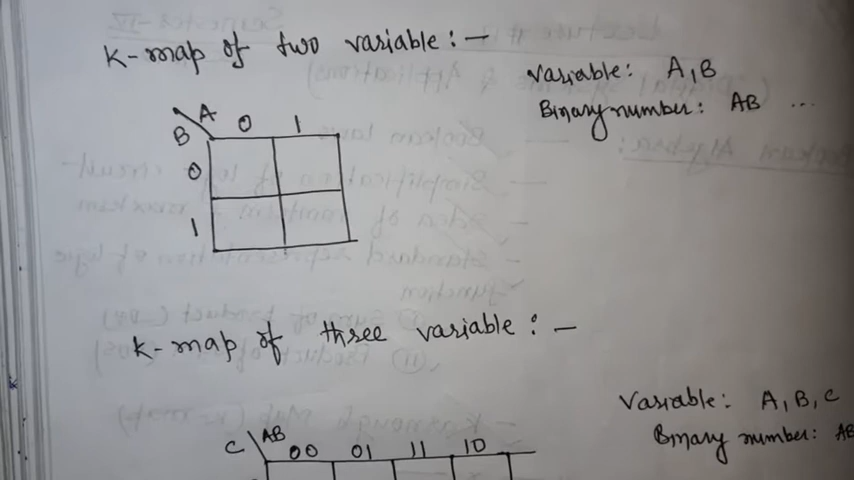 K-map of two variable : -
Variable: A, B
Binary number: AB ...
A 0 1
B
0
1
K-map of three variable : -
Variable: A, B, C
Binary number: AB
C AB 00 01 11 10